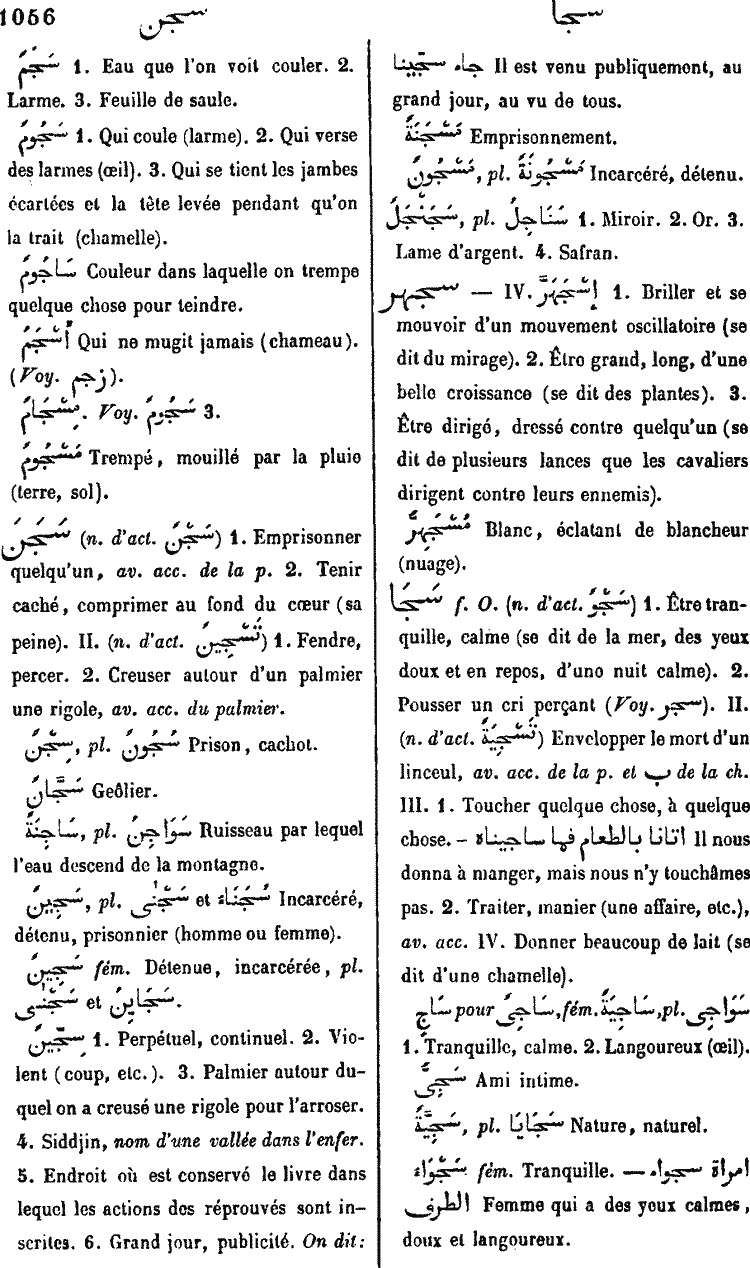 1056 سجن سجا
سَجَمٌ 1. Eau que l'on voit couler. 2.
Larme. 3. Feuille de saule.
سَجُومٌ 1. Qui coule (larme). 2. Qui verse
des larmes (œil). 3. Qui se tient les jambes
écartées et la tête levée pendant qu'on
la trait (chamelle).
سَاجُومٌ Couleur dans laquelle on trempe
quelque chose pour teindre.
أَسْجَمُ Qui ne mugit jamais (chameau).
(Voy. زجم).
مِسْجَامٌ. Voy. سَجُومٌ 3.
مَسْجُومٌ Trempé, mouillé par la pluie
(terre, sol).
سَجَنَ (n. d'act. سَجْنٌ) 1. Emprisonner
quelqu'un, av. acc. de la p. 2. Tenir
caché, comprimer au fond du cœur (sa
peine). II. (n. d'act. تَسْجِينٌ) 1. Fendre,
percer. 2. Creuser autour d'un palmier
une rigole, av. acc. du palmier.
سِجْنٌ, pl. سُجُونٌ Prison, cachot.
سَجَّانٌ Geôlier.
سَاجِنَةٌ, pl. سَوَاجِنُ Ruisseau par lequel
l'eau descend de la montagne.
سَجِينٌ, pl. سَجْنَى et سُجَنَاءُ Incarcéré,
détenu, prisonnier (homme ou femme).
سَجِينٌ fém. Détenue, incarcérée, pl.
سَجْنَى et سَجَايِنُ.
سِجِّينٌ 1. Perpétuel, continuel. 2. Vio-
lent (coup, etc.). 3. Palmier autour du-
quel on a creusé une rigole pour l'arroser.
4. Siddjin, nom d'une vallée dans l'enfer.
5. Endroit où est conservé le livre dans
lequel les actions des réprouvés sont in-
scrites. 6. Grand jour, publicité. On dit:
جاء سجّينا Il est venu publiquement, au
grand jour, au vu de tous.
مَسْجَنَةٌ Emprisonnement.
مَسْجُونٌ, pl. مَسْجُونَةٌ Incarcéré, détenu.
سَجَنْجَلٌ, pl. سَنَاجِلُ 1. Miroir. 2. Or. 3.
Lame d'argent. 4. Safran.
سجهر — IV. إِسْجَهَرَّ 1. Briller et se
mouvoir d'un mouvement oscillatoire (se
dit du mirage). 2. Être grand, long, d'une
belle croissance (se dit des plantes). 3.
Être dirigé, dressé contre quelqu'un (se
dit de plusieurs lances que les cavaliers
dirigent contre leurs ennemis).
مُسْجَهِرٌّ Blanc, éclatant de blancheur
(nuage).
سَجَا f. O. (n. d'act. سَجْوٌ) 1. Être tran-
quille, calme (se dit de la mer, des yeux
doux et en repos, d'une nuit calme). 2.
Pousser un cri perçant (Voy. سجر). II.
(n. d'act. تَسْجِيَةٌ) Envelopper le mort d'un
linceul, av. acc. de la p. et ب de la ch.
III. 1. Toucher quelque chose, à quelque
chose. – اتانا بالطعام فما ساجيناه Il nous
donna à manger, mais nous n'y touchâmes
pas. 2. Traiter, manier (une affaire, etc.),
av. acc. IV. Donner beaucoup de lait (se
dit d'une chamelle).
سَاجٍ pour سَاجِىٌ, fém. سَاجِيَةٌ, pl. سَوَاجِى
1. Tranquille, calme. 2. Langoureux (œil).
سَجِىٌّ Ami intime.
سَجِيَّةٌ, pl. سَجَايَا Nature, naturel.
سَجْوَاءُ fém. Tranquille. — امراة سجواء
الطرف Femme qui a des yeux calmes,
doux et langoureux.